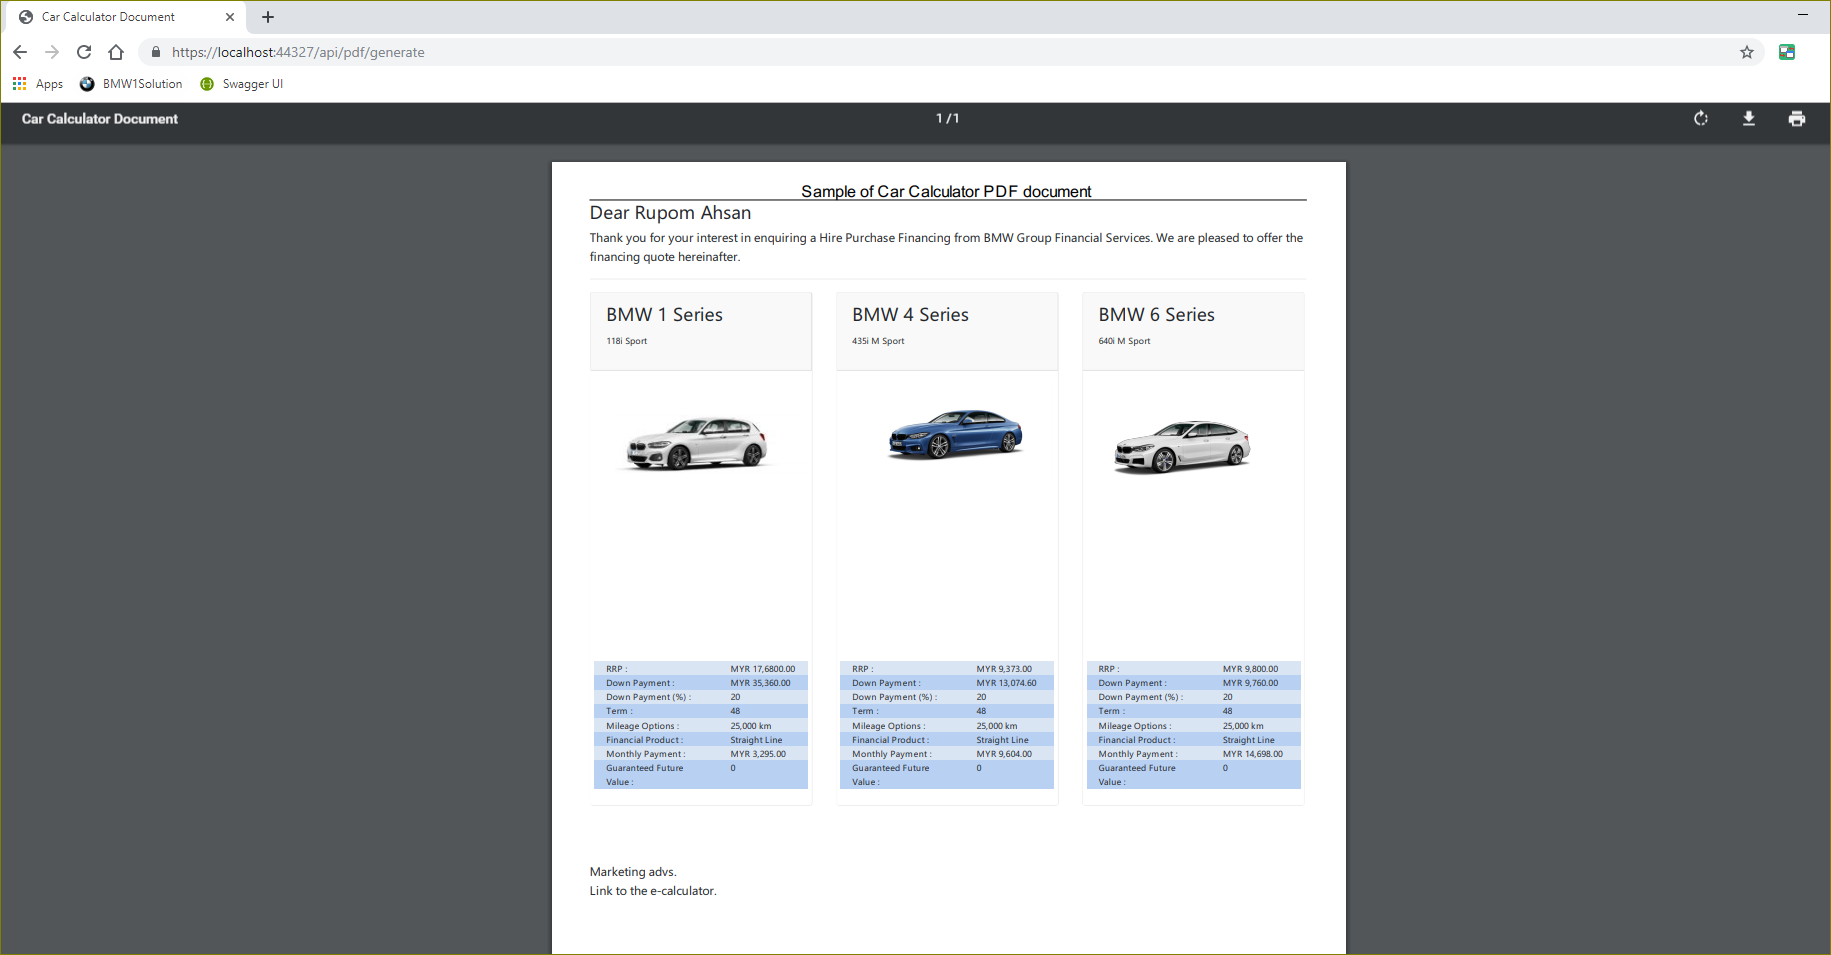 Car Calculator Document
https://localhost:44327/api/pdf/generate
Apps BMW1Solution Swagger UI
Car Calculator Document 1 / 1
Sample of Car Calculator PDF document
Dear Rupom Ahsan
Thank you for your interest in enquiring a Hire Purchase Financing from BMW Group Financial Services. We are pleased to offer the
financing quote hereinafter.
BMW 1 Series
118i Sport
RRP : MYR 17,6800.00
Down Payment : MYR 35,360.00
Down Payment (%) : 20
Term : 48
Mileage Options : 25,000 km
Financial Product : Straight Line
Monthly Payment : MYR 3,295.00
Guaranteed Future 0
Value :
BMW 4 Series
435i M Sport
RRP : MYR 9,373.00
Down Payment : MYR 13,074.60
Down Payment (%) : 20
Term : 48
Mileage Options : 25,000 km
Financial Product : Straight Line
Monthly Payment : MYR 9,604.00
Guaranteed Future 0
Value :
BMW 6 Series
640i M Sport
RRP : MYR 9,800.00
Down Payment : MYR 9,760.00
Down Payment (%) : 20
Term : 48
Mileage Options : 25,000 km
Financial Product : Straight Line
Monthly Payment : MYR 14,698.00
Guaranteed Future 0
Value :
Marketing advs.
Link to the e-calculator.